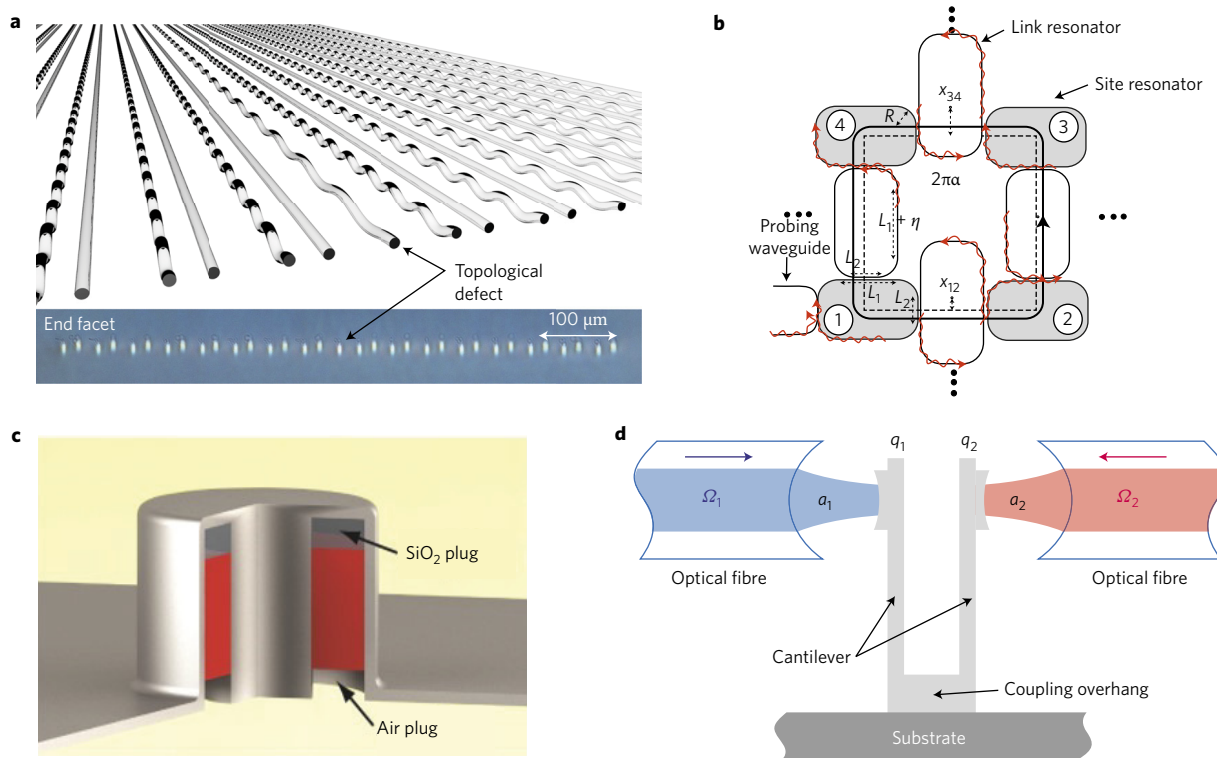 a
Topological
defect
End facet
100 μm
b
Link resonator
Site resonator
x34
R
4
3
2πα
L1 + η
Probing
waveguide
L2
L1
L2
x12
1
2
c
SiO2 plug
Air plug
d
q1
q2
Ω1
a1
a2
Ω2
Optical fibre
Optical fibre
Cantilever
Coupling overhang
Substrate